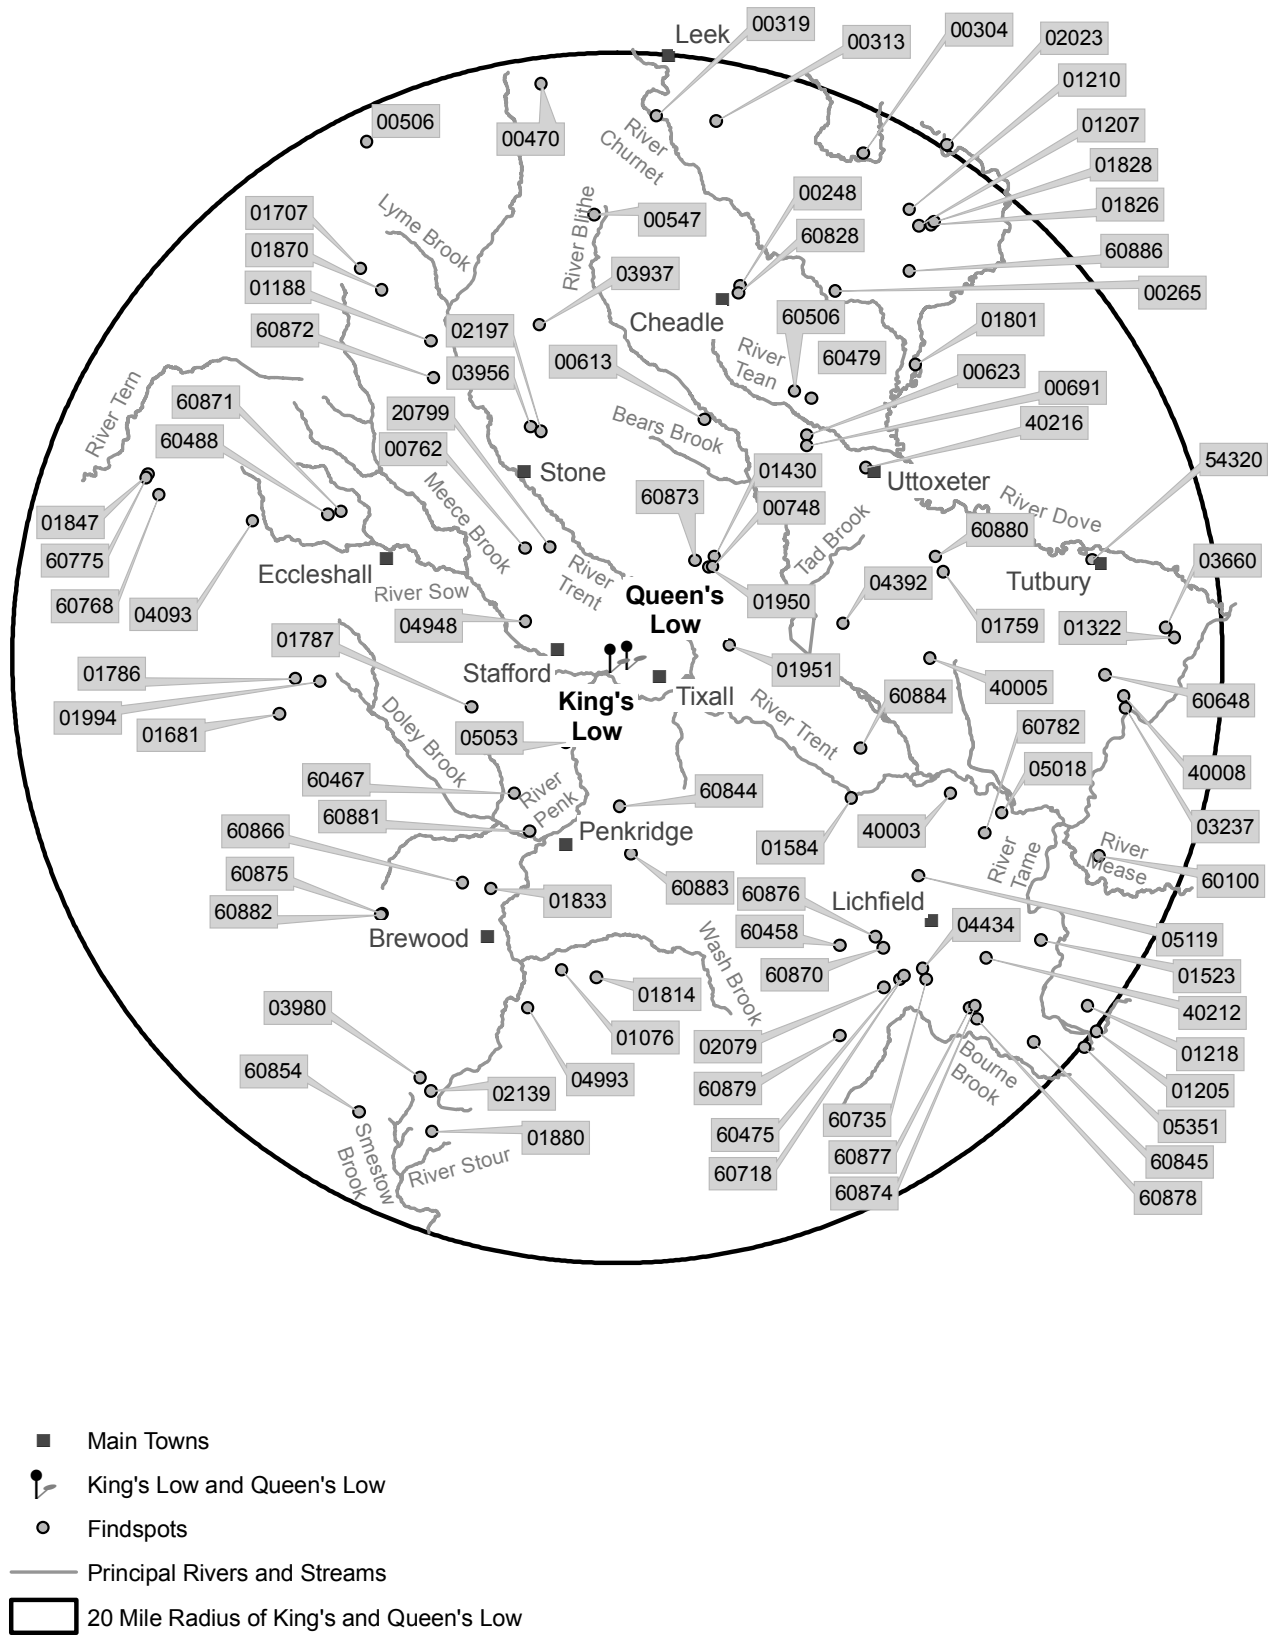 Leek
00319
00313
00304
02023
01210
00506
00470
River
Churnet
01207
01828
01826
00248
60828
01707
Lyme Brook
River Blithe
00547
01870
01188
60872
03937
02197
Cheadle
60886
00265
60506
01801
03956
00613
River
Tean
60479
00623
00691
40216
River Tern
60871
60488
20799
00762
Bears Brook
Stone
01430
Uttoxeter
54320
01847
60775
60768
04093
Meece Brook
60873
00748
Tad Brook
River Dove
60880
03660
Eccleshall
River Sow
River
Trent
Queen's
Low
01950
04392
Tutbury
01759
01322
04948
01787
Stafford
01951
01786
01994
01681
King's
Low
Tixall
60884
40005
60648
Doley Brook
05053
River Trent
60782
05018
40008
60467
60881
River
Penk
60844
03237
60866
Penkridge
01584
40003
River
Tame
River
Mease
60100
60875
60882
01833
60883
60876
Lichfield
Brewood
60458
60870
04434
05119
Wash Brook
01523
03980
01814
01076
02079
40212
60854
02139
04993
60879
Bourne
Brook
01218
01205
Smestow
Brook
01880
River Stour
60475
60718
60735
60877
60874
05351
60845
60878
Main Towns
King's Low and Queen's Low
Findspots
Principal Rivers and Streams
20 Mile Radius of King's and Queen's Low